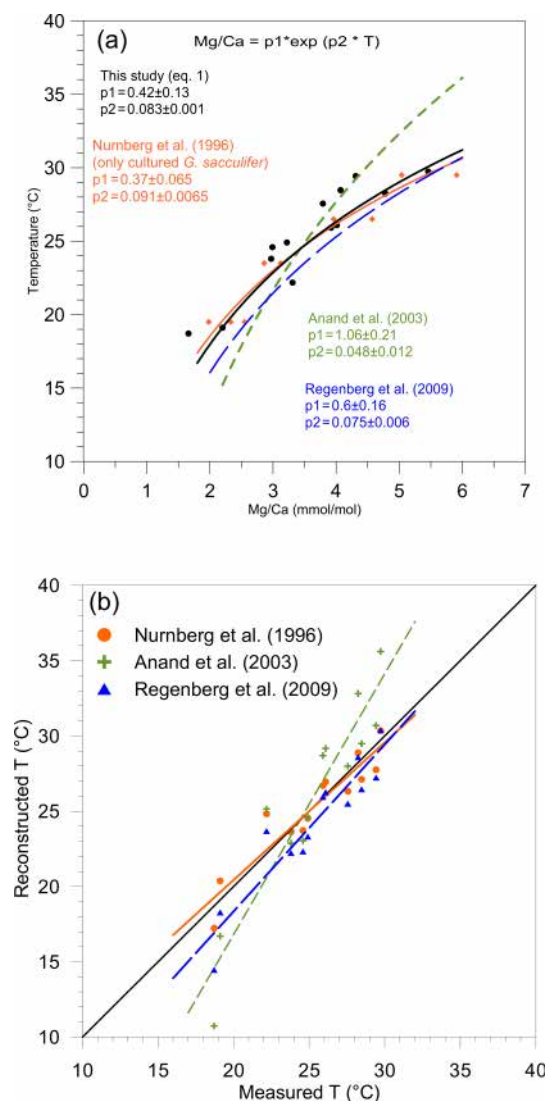 (a)
Mg/Ca = p1*exp (p2 * T)
This study (eq. 1)
p1=0.42±0.13
p2=0.083±0.001
Nurnberg et al. (1996)
(only cultured G. sacculifer)
p1=0.37±0.065
p2=0.091±0.0065
Anand et al. (2003)
p1=1.06±0.21
p2=0.048±0.012
Regenberg et al. (2009)
p1=0.6±0.16
p2=0.075±0.006
Temperature (°C)
40
35
30
25
20
15
10
0 1 2 3 4 5 6 7
Mg/Ca (mmol/mol)
(b)
Nurnberg et al. (1996)
Anand et al. (2003)
Regenberg et al. (2009)
Reconstructed T (°C)
40
35
30
25
20
15
10
10 15 20 25 30 35 40
Measured T (°C)